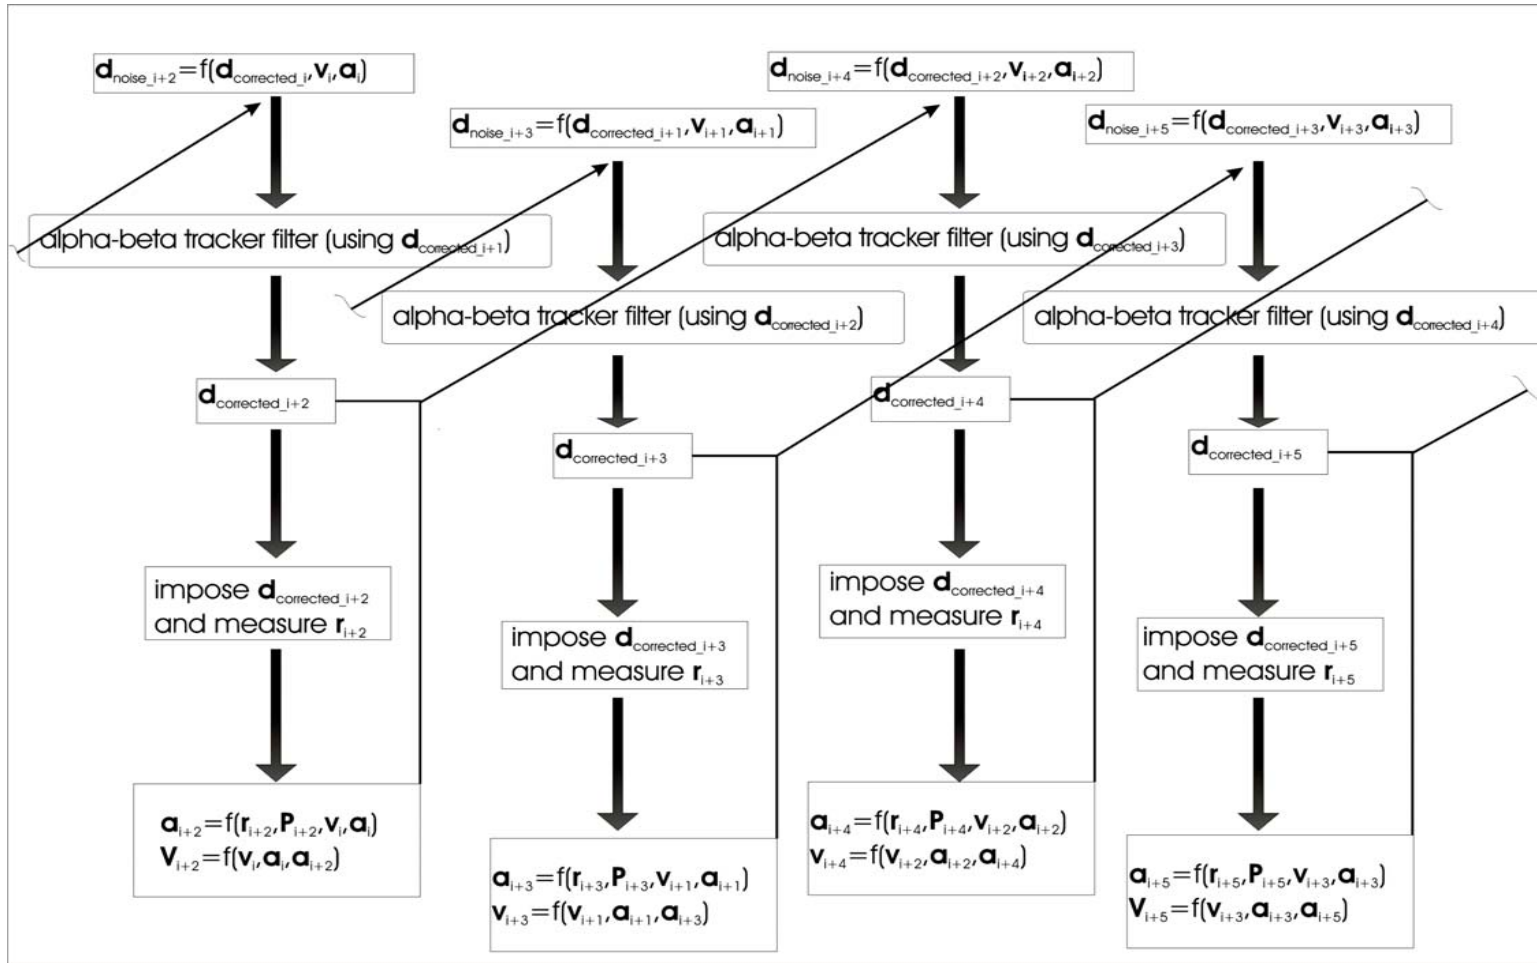 d_noise_i+2=f(d_corrected_i,v_i,a_i)
alpha-beta tracker filter (using d_corrected_i+1)
d_corrected_i+2
impose d_corrected_i+2
and measure r_i+2
a_i+2=f(r_i+2,P_i+2,v_i,a_i)
V_i+2=f(v_i,a_i,a_i+2)
d_noise_i+3=f(d_corrected_i+1,v_i+1,a_i+1)
alpha-beta tracker filter (using d_corrected_i+2)
d_corrected_i+3
impose d_corrected_i+3
and measure r_i+3
a_i+3=f(r_i+3,P_i+3,v_i+1,a_i+1)
v_i+3=f(v_i+1,a_i+1,a_i+3)
d_noise_i+4=f(d_corrected_i+2,v_i+2,a_i+2)
alpha-beta tracker filter (using d_corrected_i+3)
d_corrected_i+4
impose d_corrected_i+4
and measure r_i+4
a_i+4=f(r_i+4,P_i+4,v_i+2,a_i+2)
v_i+4=f(v_i+2,a_i+2,a_i+4)
d_noise_i+5=f(d_corrected_i+3,v_i+3,a_i+3)
alpha-beta tracker filter (using d_corrected_i+4)
d_corrected_i+5
impose d_corrected_i+5
and measure r_i+5
a_i+5=f(r_i+5,P_i+5,v_i+3,a_i+3)
V_i+5=f(v_i+3,a_i+3,a_i+5)